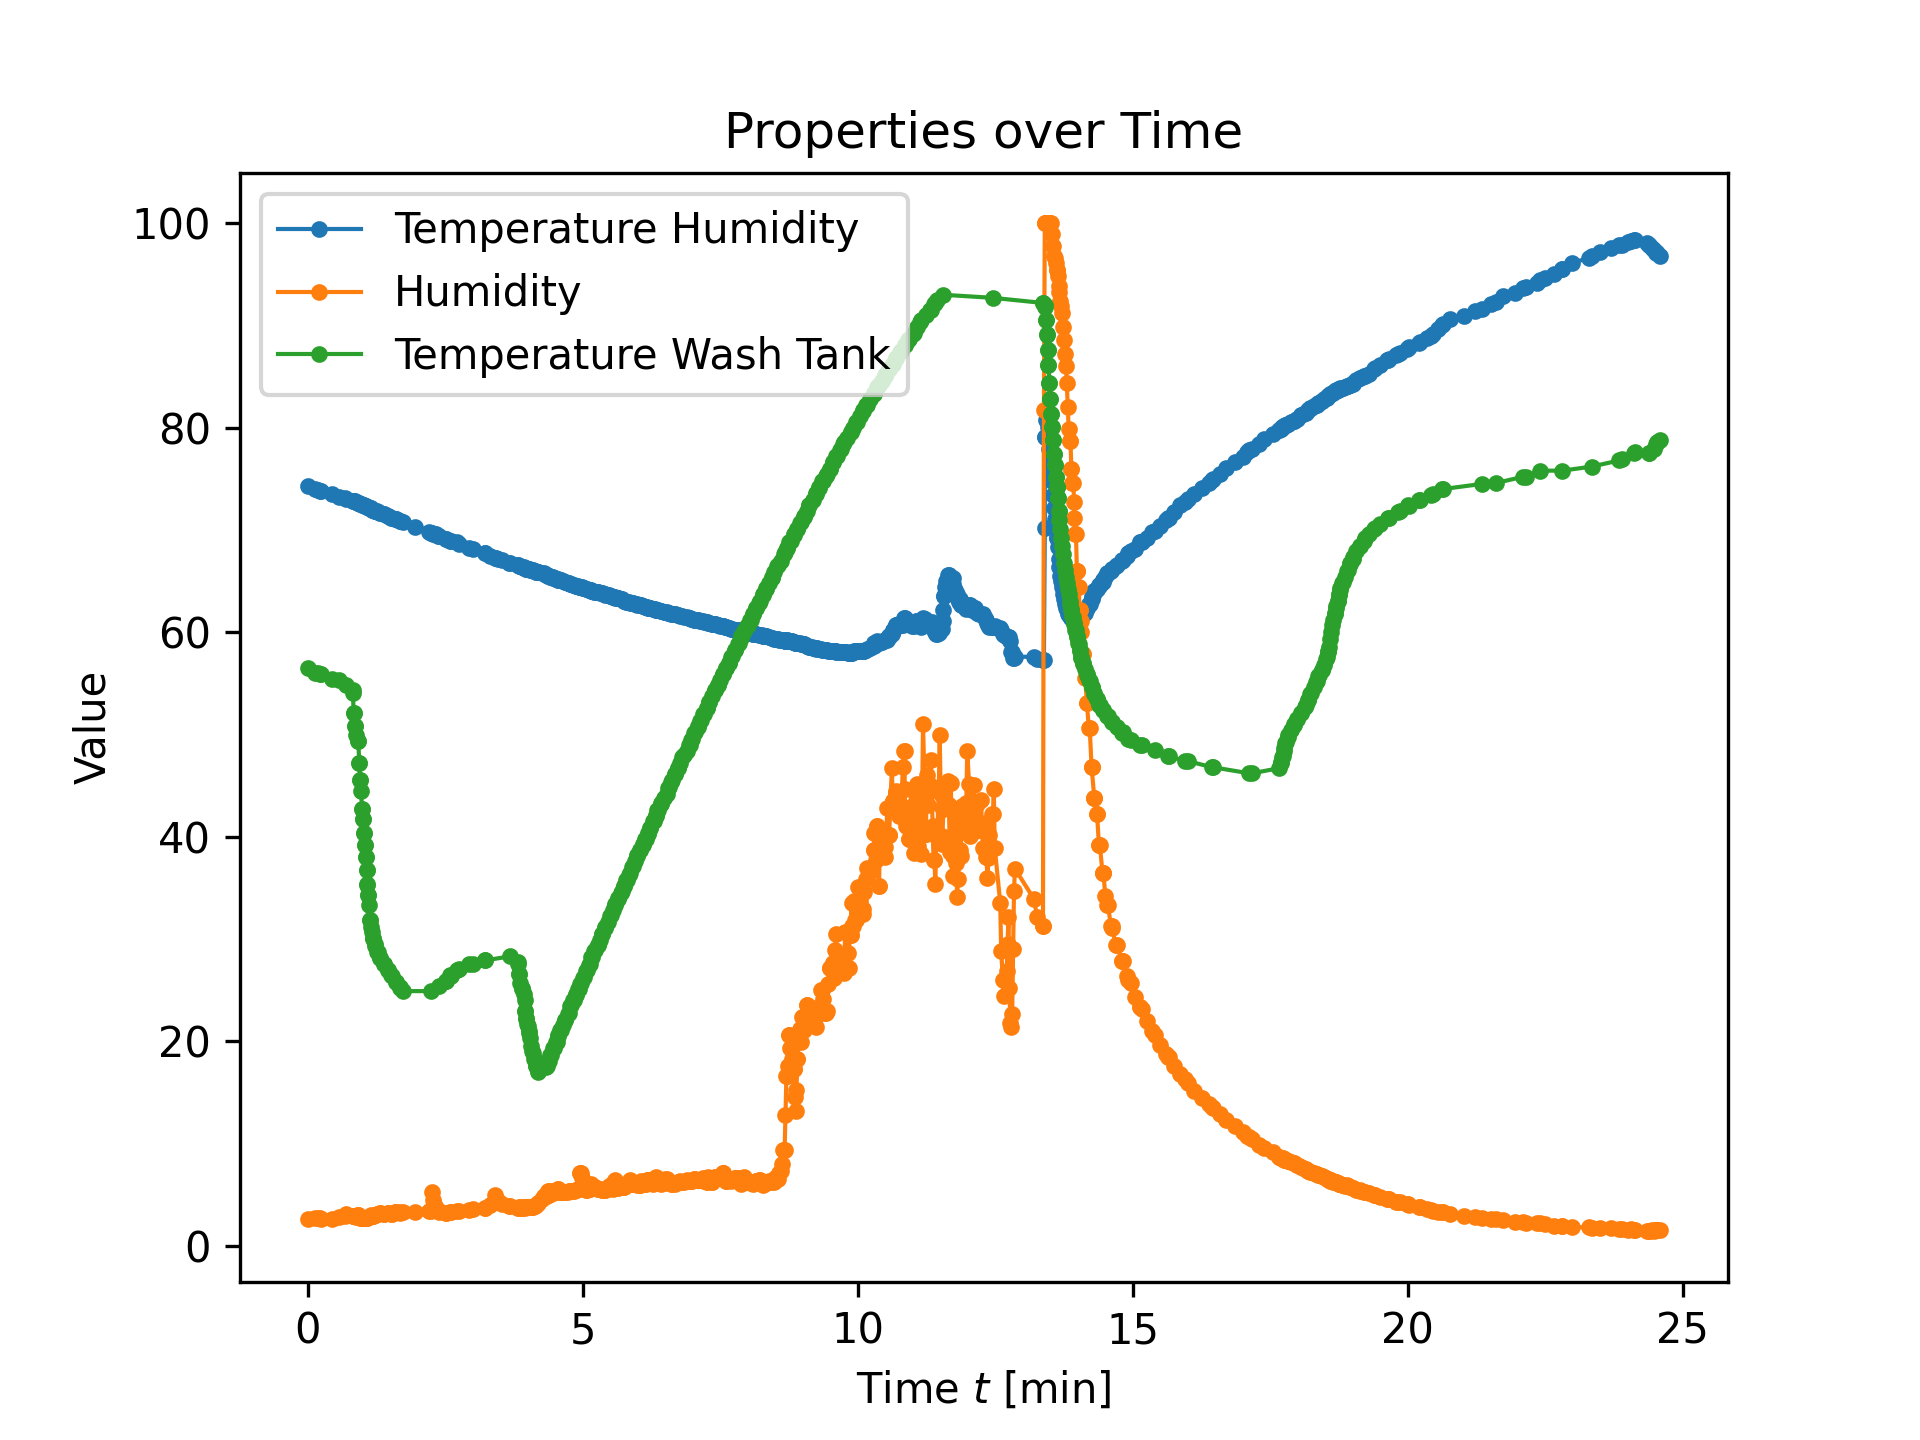 Properties over Time
Temperature Humidity
Humidity
Temperature Wash Tank
Value
100
80
60
40
20
0
0 5 10 15 20 25
Time t [min]